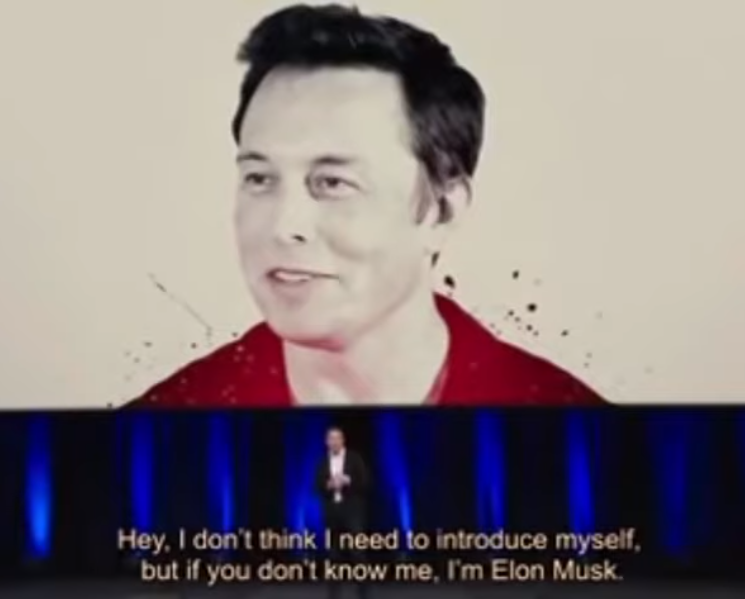 Hey, I don't think I need to introduce myself,
but if you don't know me, I'm Elon Musk.